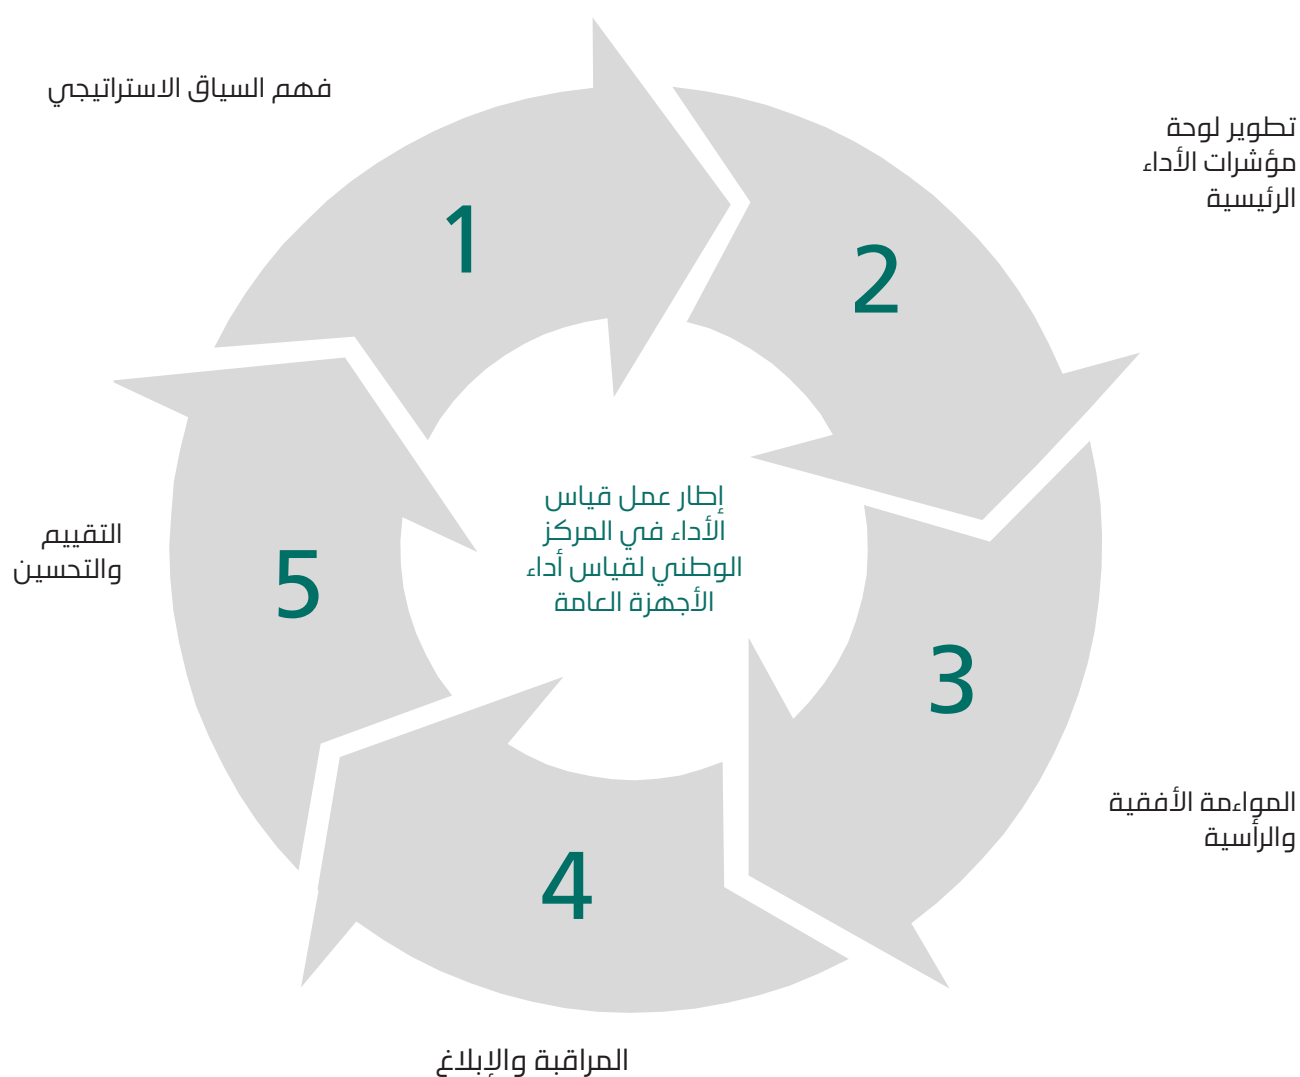 فهم السياق الاستراتيجي
1
تطوير لوحة
مؤشرات الأداء
الرئيسية
2
المواءمة الأفقية
والرأسية
3
المراقبة والإبلاغ
4
التقييم
والتحسين
5
إطار عمل قياس
الأداء في المركز
الوطني لقياس أداء
الأجهزة العامة